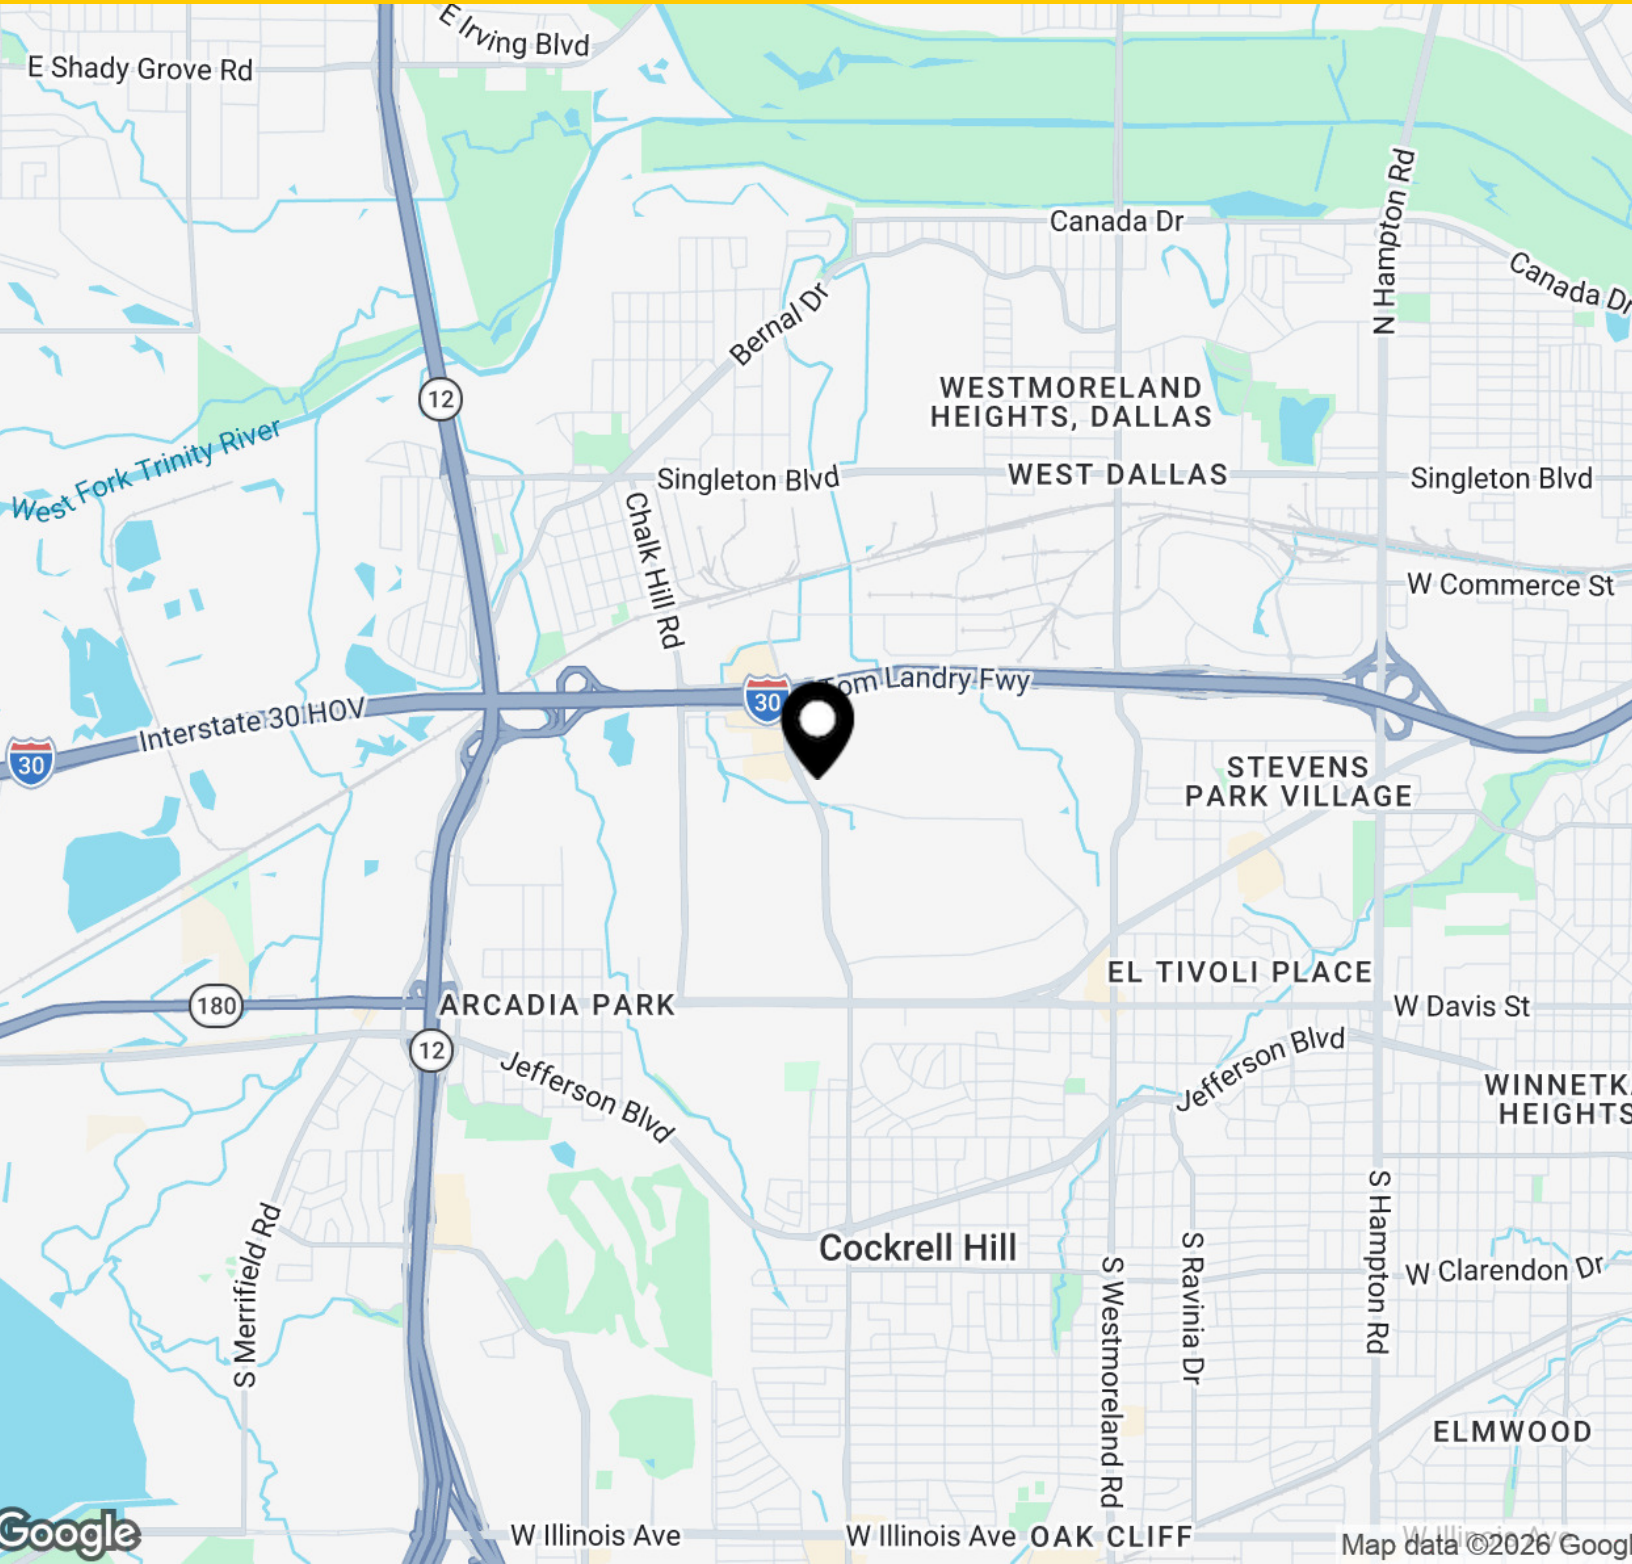 E Irving Blvd
E Shady Grove Rd
N Hampton Rd
Canada Dr
Canada Dr
Bernal Dr
12
WESTMORELAND
HEIGHTS, DALLAS
West Fork Trinity River
Singleton Blvd
WEST DALLAS
Singleton Blvd
Chalk Hill Rd
W Commerce St
Tom Landry Fwy
30
Interstate 30 HOV
30
STEVENS
PARK VILLAGE
EL TIVOLI PLACE
180
ARCADIA PARK
W Davis St
12
Jefferson Blvd
Jefferson Blvd
WINNETK
HEIGHTS
S Merrifield Rd
Cockrell Hill
S Westmoreland Rd
S Ravinia Dr
S Hampton Rd
W Clarendon Dr
ELMWOOD
Google
W Illinois Ave
W Illinois Ave
OAK CLIFF
W Illinois Ave
Map data ©2026 Googl